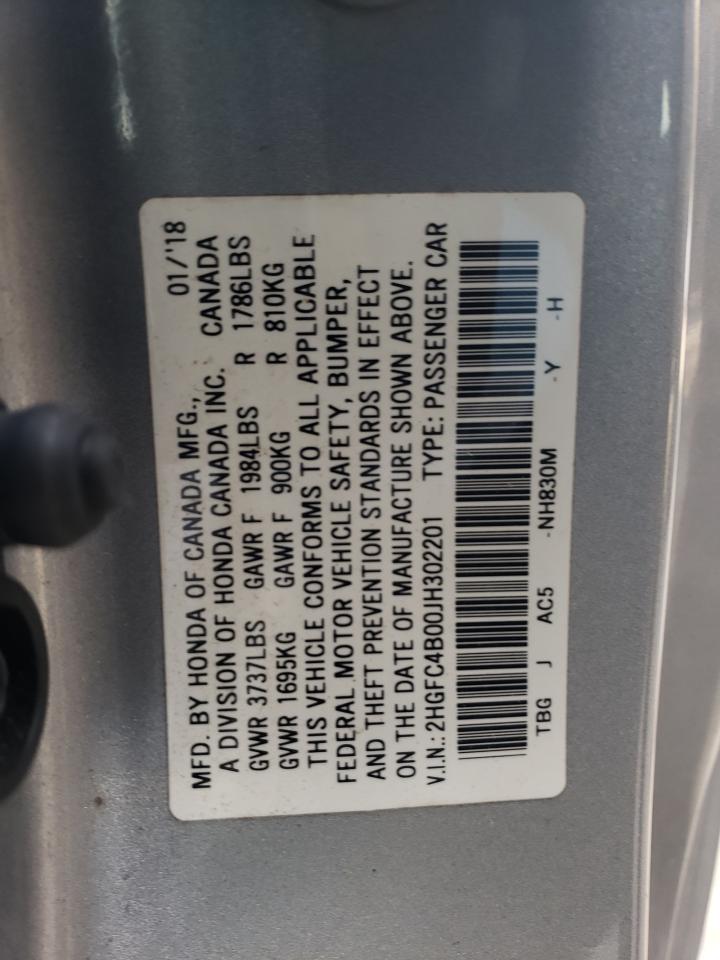 MFD. BY HONDA OF CANADA MFG., 01/'18
A DIVISION OF HONDA CANADA INC. CANADA
GVWR 3737LBS GAWR F 1984LBS R 1786LBS
GVWR 1695KG GAWR F 900KG R 810KG
THIS VEHICLE CONFORMS TO ALL APPLICABLE
FEDERAL MOTOR VEHICLE SAFETY, BUMPER,
AND THEFT PREVENTION STANDARDS IN EFFECT
ON THE DATE OF MANUFACTURE SHOWN ABOVE.
V.I.N.: 2HGFC4B00JH302201 TYPE: PASSENGER CAR
TBG J AC5 -NH830M -Y -H